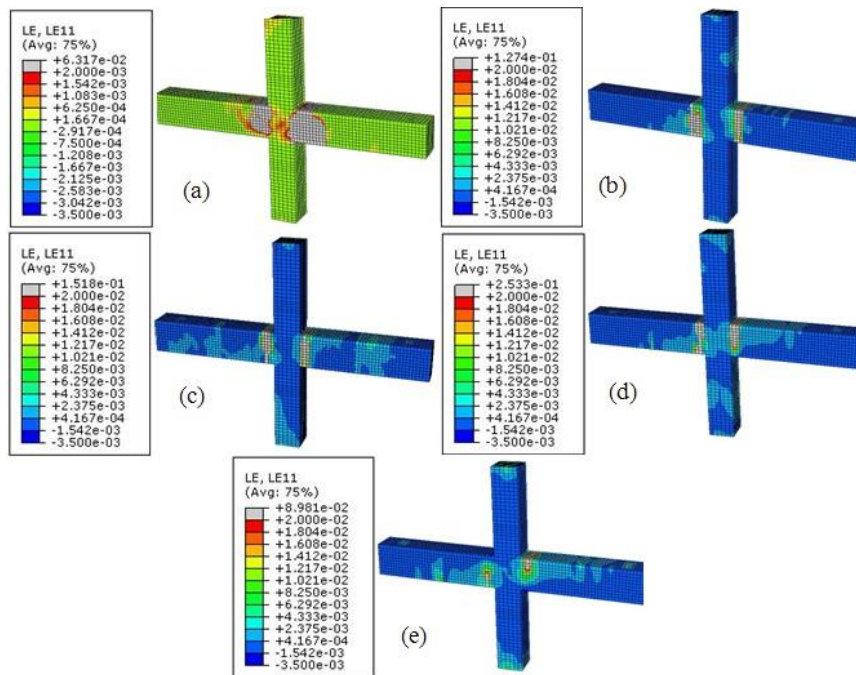 LE, LE11
(Avg: 75%)
+6.317e-02
+2.000e-03
+1.542e-03
+1.083e-03
+6.250e-04
+1.667e-04
-2.917e-04
-7.500e-04
-1.208e-03
-1.667e-03
-2.125e-03
-2.583e-03
-3.042e-03
-3.500e-03
(a)
LE, LE11
(Avg: 75%)
+1.274e-01
+2.000e-02
+1.804e-02
+1.608e-02
+1.412e-02
+1.217e-02
+1.021e-02
+8.250e-03
+6.292e-03
+4.333e-03
+2.375e-03
+4.167e-04
-1.542e-03
-3.500e-03
(b)
LE, LE11
(Avg: 75%)
+1.518e-01
+2.000e-02
+1.804e-02
+1.608e-02
+1.412e-02
+1.217e-02
+1.021e-02
+8.250e-03
+6.292e-03
+4.333e-03
+2.375e-03
+4.167e-04
-1.542e-03
-3.500e-03
(c)
LE, LE11
(Avg: 75%)
+2.533e-01
+2.000e-02
+1.804e-02
+1.608e-02
+1.412e-02
+1.217e-02
+1.021e-02
+8.250e-03
+6.292e-03
+4.333e-03
+2.375e-03
+4.167e-04
-1.542e-03
-3.500e-03
(d)
LE, LE11
(Avg: 75%)
+8.981e-02
+2.000e-02
+1.804e-02
+1.608e-02
+1.412e-02
+1.217e-02
+1.021e-02
+8.250e-03
+6.292e-03
+4.333e-03
+2.375e-03
+4.167e-04
-1.542e-03
-3.500e-03
(e)